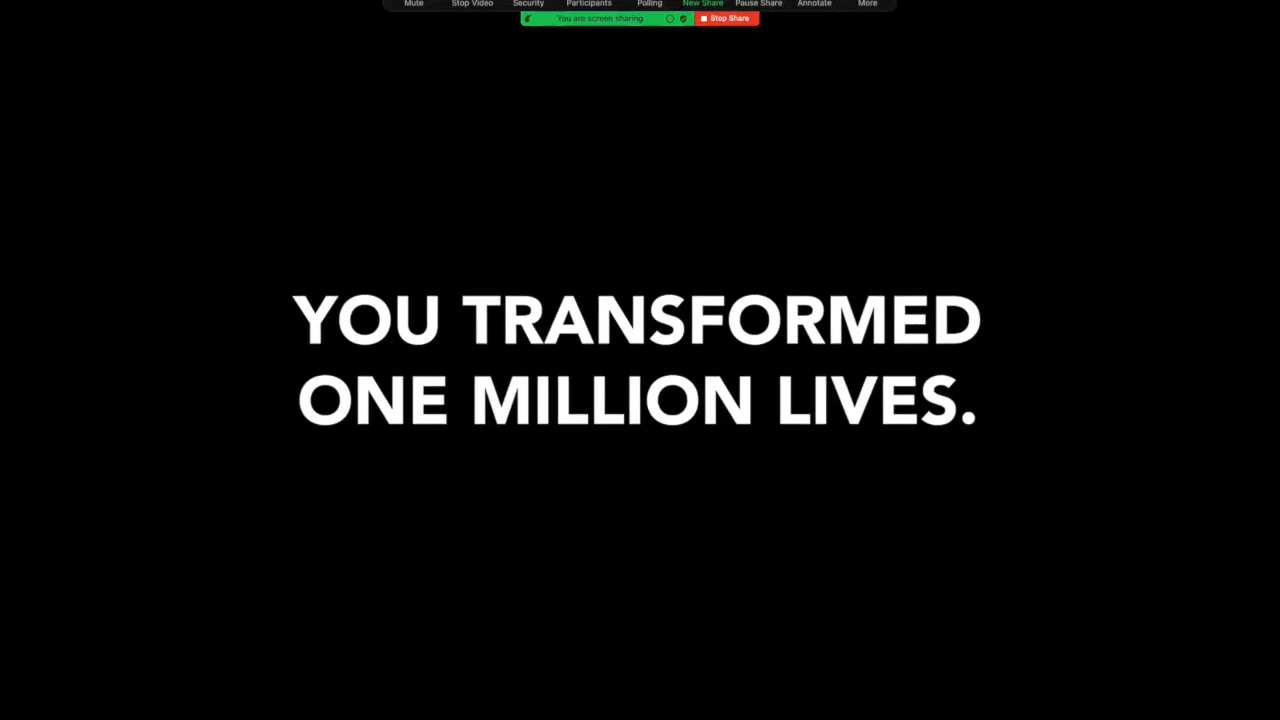 Mute Stop Video Security Participants Polling New Share Pause Share Annotate More
You are screen sharing Stop Share
YOU TRANSFORMED
ONE MILLION LIVES.